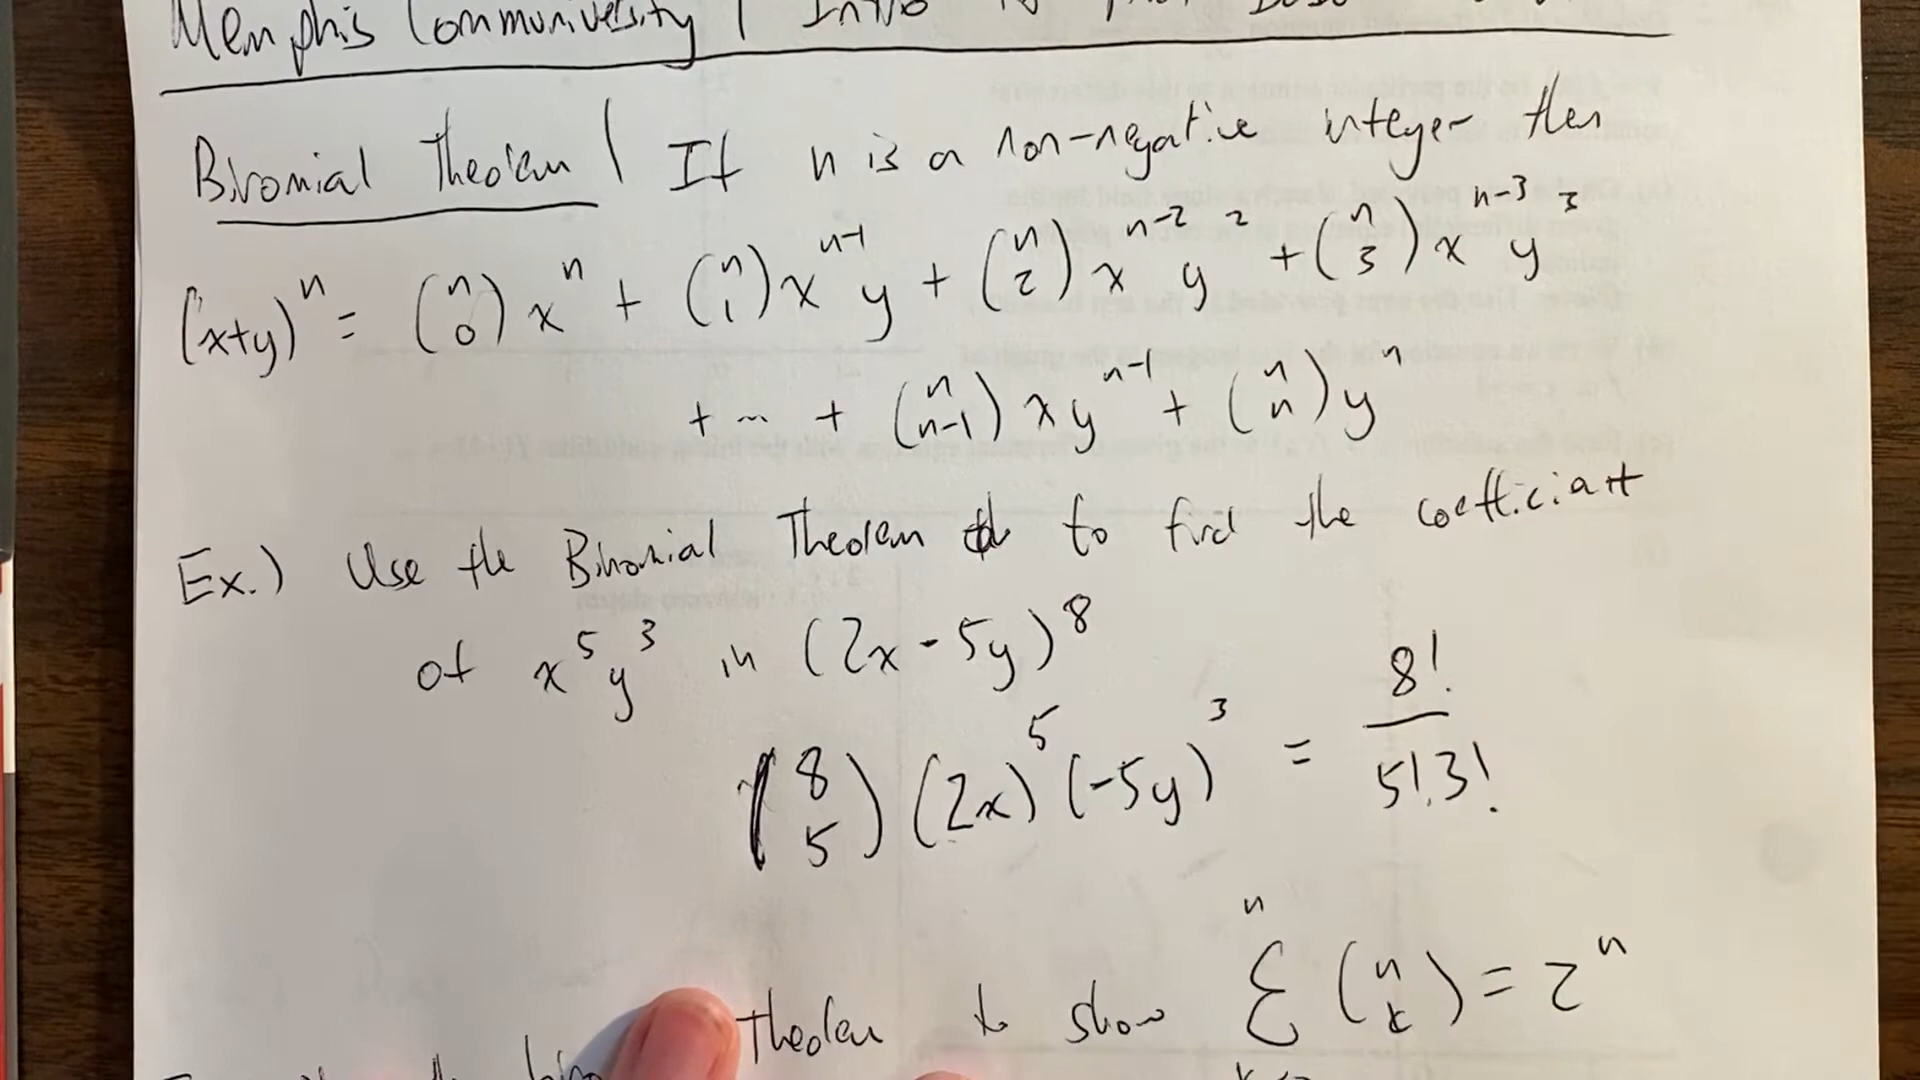 Memphis Communiversity | Intro to
Binomial Theorem | If n is a non-negative integer then
(x+y)^n = (n 0) x^n + (n 1) x^{n-1} y + (n 2) x^{n-2} y^2 + (n 3) x^{n-3} y^3
+ ... + (n n-1) x y^{n-1} + (n n) y^n
Ex.) Use the Binomial Theorem to find the coefficient
of x^5 y^3 in (2x - 5y)^8
(8 5) (2x)^5 (-5y)^3 = 8! / 5!.3!
Theorem to show Σ^n (n k) = 2^n